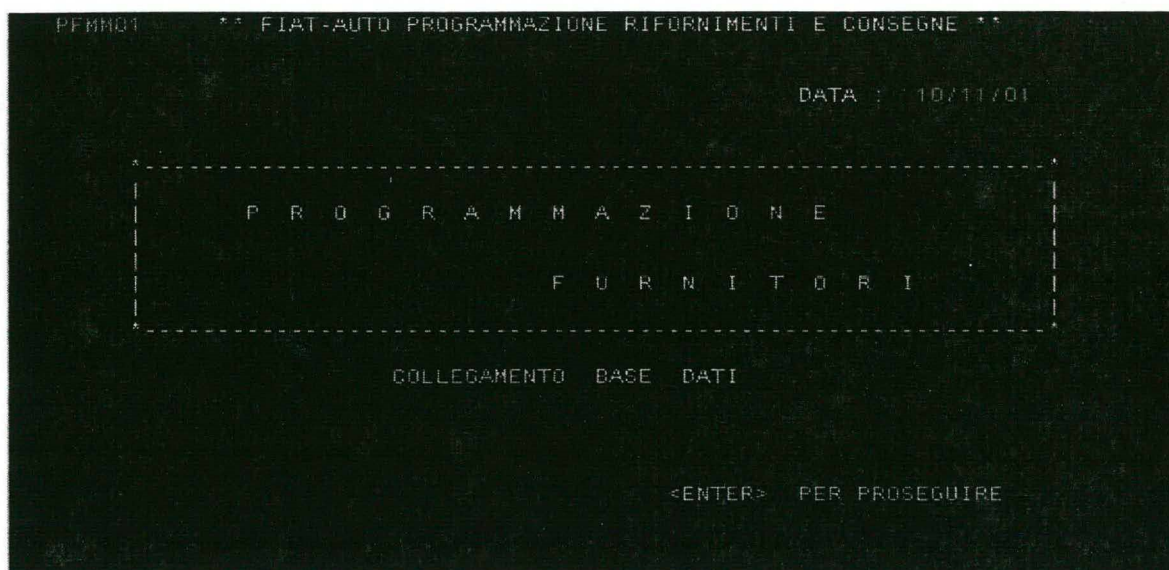 PFMM01 ** FIAT-AUTO PROGRAMMAZIONE RIFORNIMENTI E CONSEGNE **
DATA : 10/11/01
P R O G R A M M A Z I O N E
F U R N I T O R I
COLLEGAMENTO BASE DATI
<ENTER> PER PROSEGUIRE